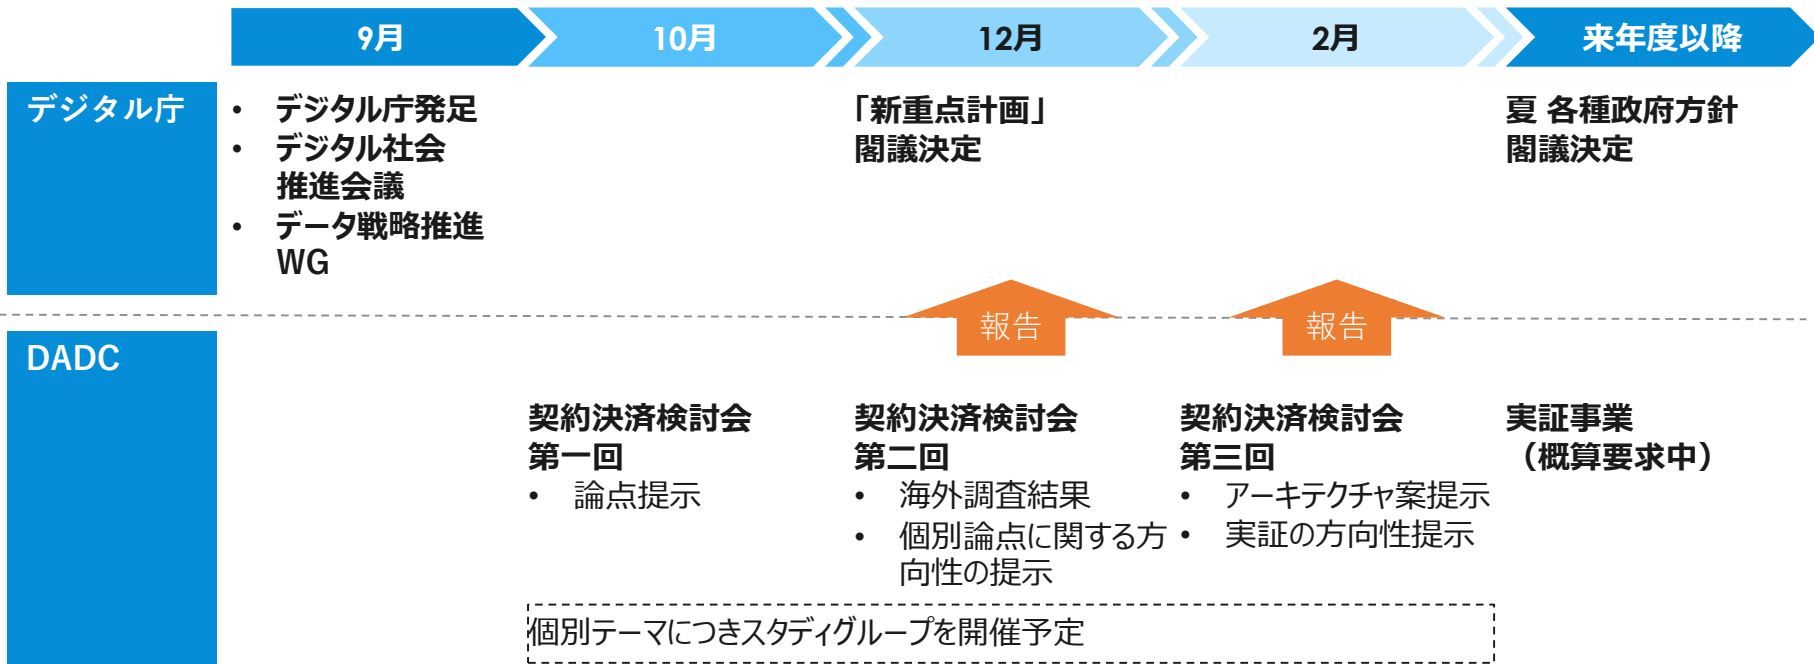 9月
10月
12月
2月
来年度以降
デジタル庁
• デジタル庁発足
• デジタル社会
推進会議
• データ戦略推進
WG
「新重点計画」
閣議決定
夏 各種政府方針
閣議決定
報告
報告
DADC
契約決済検討会
第一回
• 論点提示
契約決済検討会
第二回
• 海外調査結果
• 個別論点に関する方
向性の提示
契約決済検討会
第三回
• アーキテクチャ案提示
• 実証の方向性提示
実証事業
（概算要求中）
個別テーマにつきスタディグループを開催予定